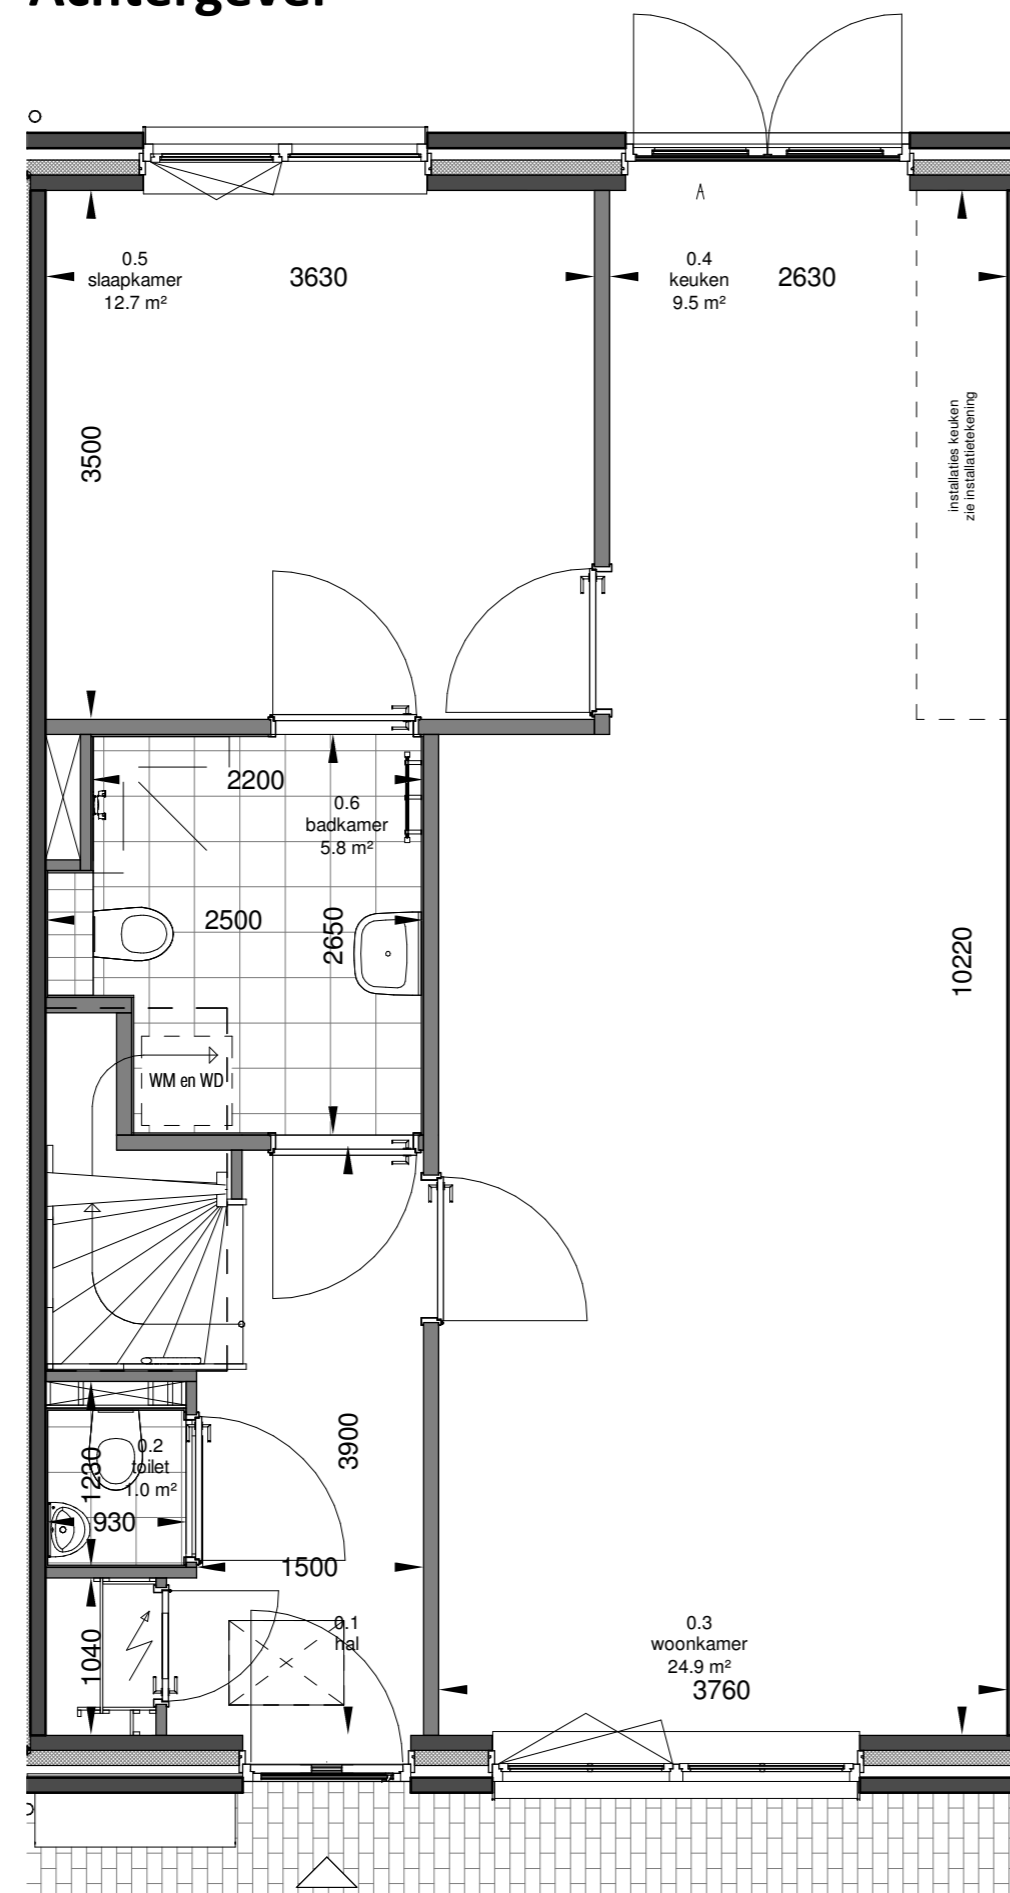 Achtergevel
A
0.5
slaapkamer
12.7 m²
3630
0.4
keuken
9.5 m²
2630
3500
installaties keuken
zie installatietekening
2200
0.6
badkamer
5.8 m²
2500
2650
10220
WM en WD
3900
0.2
toilet
1.0 m²
1230
930
1500
1040
0.1
hal
0.3
woonkamer
24.9 m²
3760